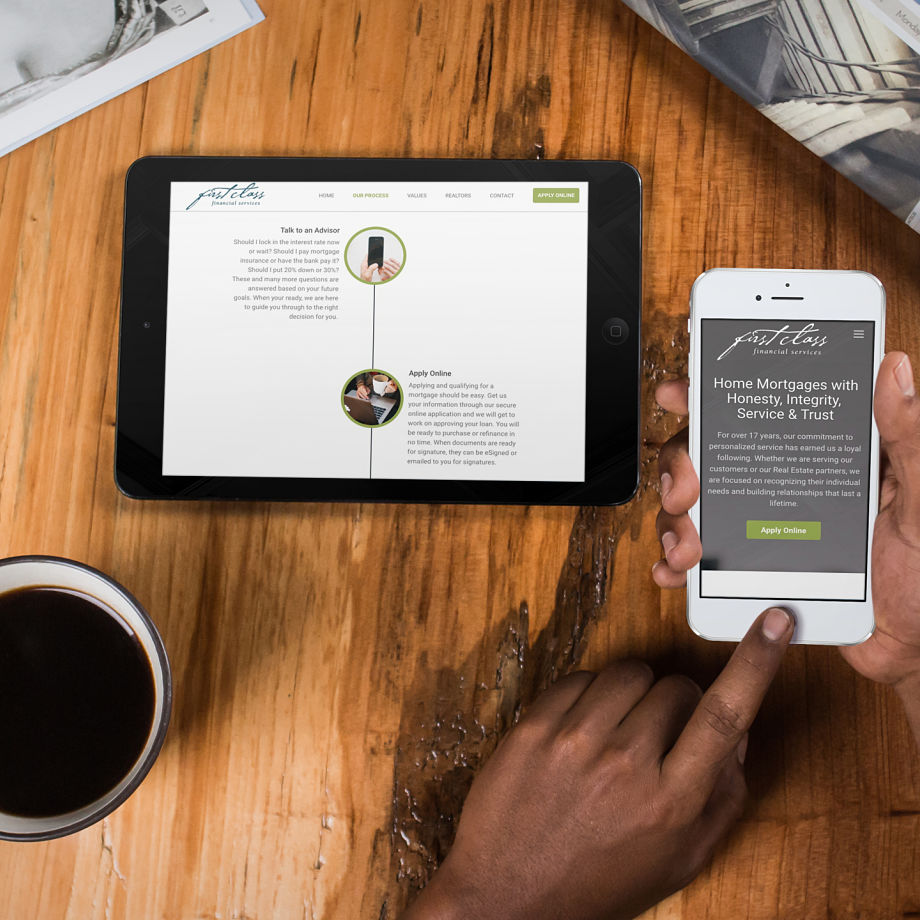 first class
financial services
HOME OUR PROCESS VALUES REALTORS CONTACT APPLY ONLINE
Talk to an Advisor
Should I lock in the interest rate now
or wait? Should I pay mortgage
insurance or have the bank pay it?
Should I put 20% down or 30%?
These and many more questions are
answered based on your future
goals. When your ready, we are here
to guide you through to the right
decision for you.
Apply Online
Applying and qualifying for a
mortgage should be easy. Get us
your information through our secure
online application and we will get to
work on approving your loan. You will
be ready to purchase or refinance in
no time. When documents are ready
for signature, they can be eSigned or
emailed to you for signatures.
first class
financial services
Home Mortgages with
Honesty, Integrity,
Service & Trust
For over 17 years, our commitment to
personalized service has earned us a loyal
following. Whether we are serving our
customers or our Real Estate partners, we
are focused on recognizing their individual
needs and building relationships that last a
lifetime.
Apply Online